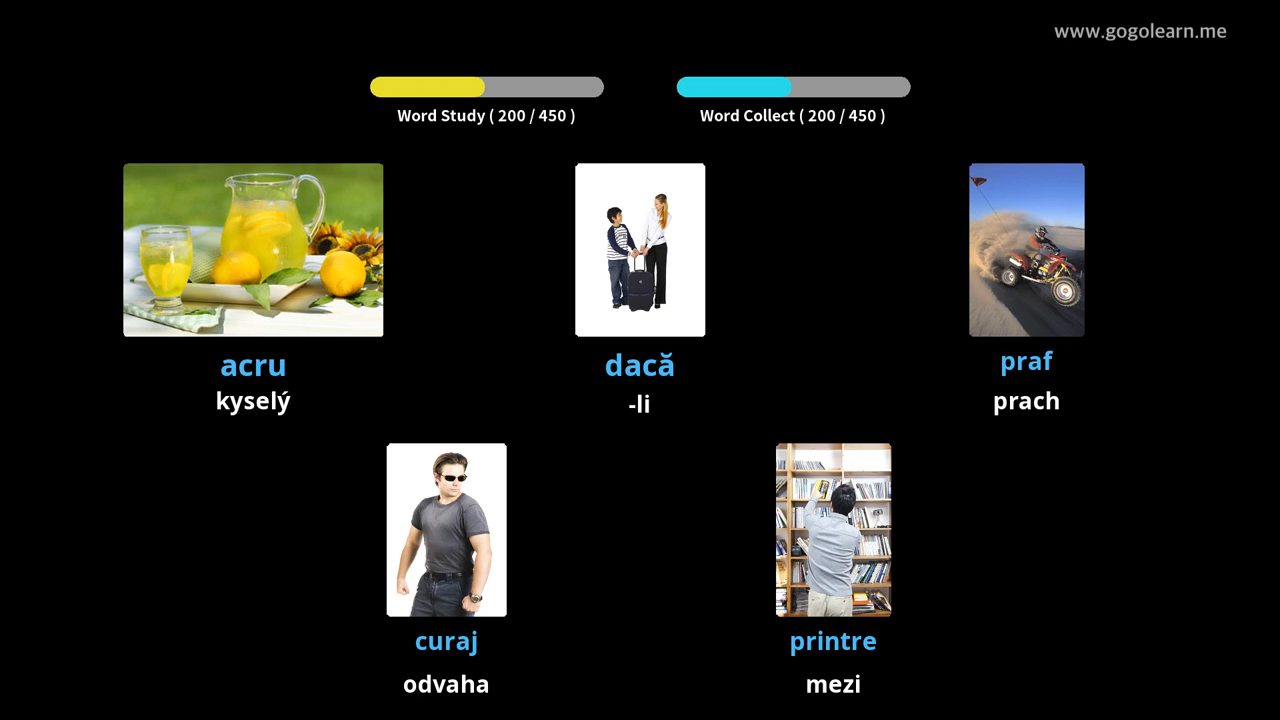 www.gogolearn.me
Word Study ( 200 / 450 )
Word Collect ( 200 / 450 )
acru
kyselý
dacă
-li
praf
prach
curaj
odvaha
printre
mezi